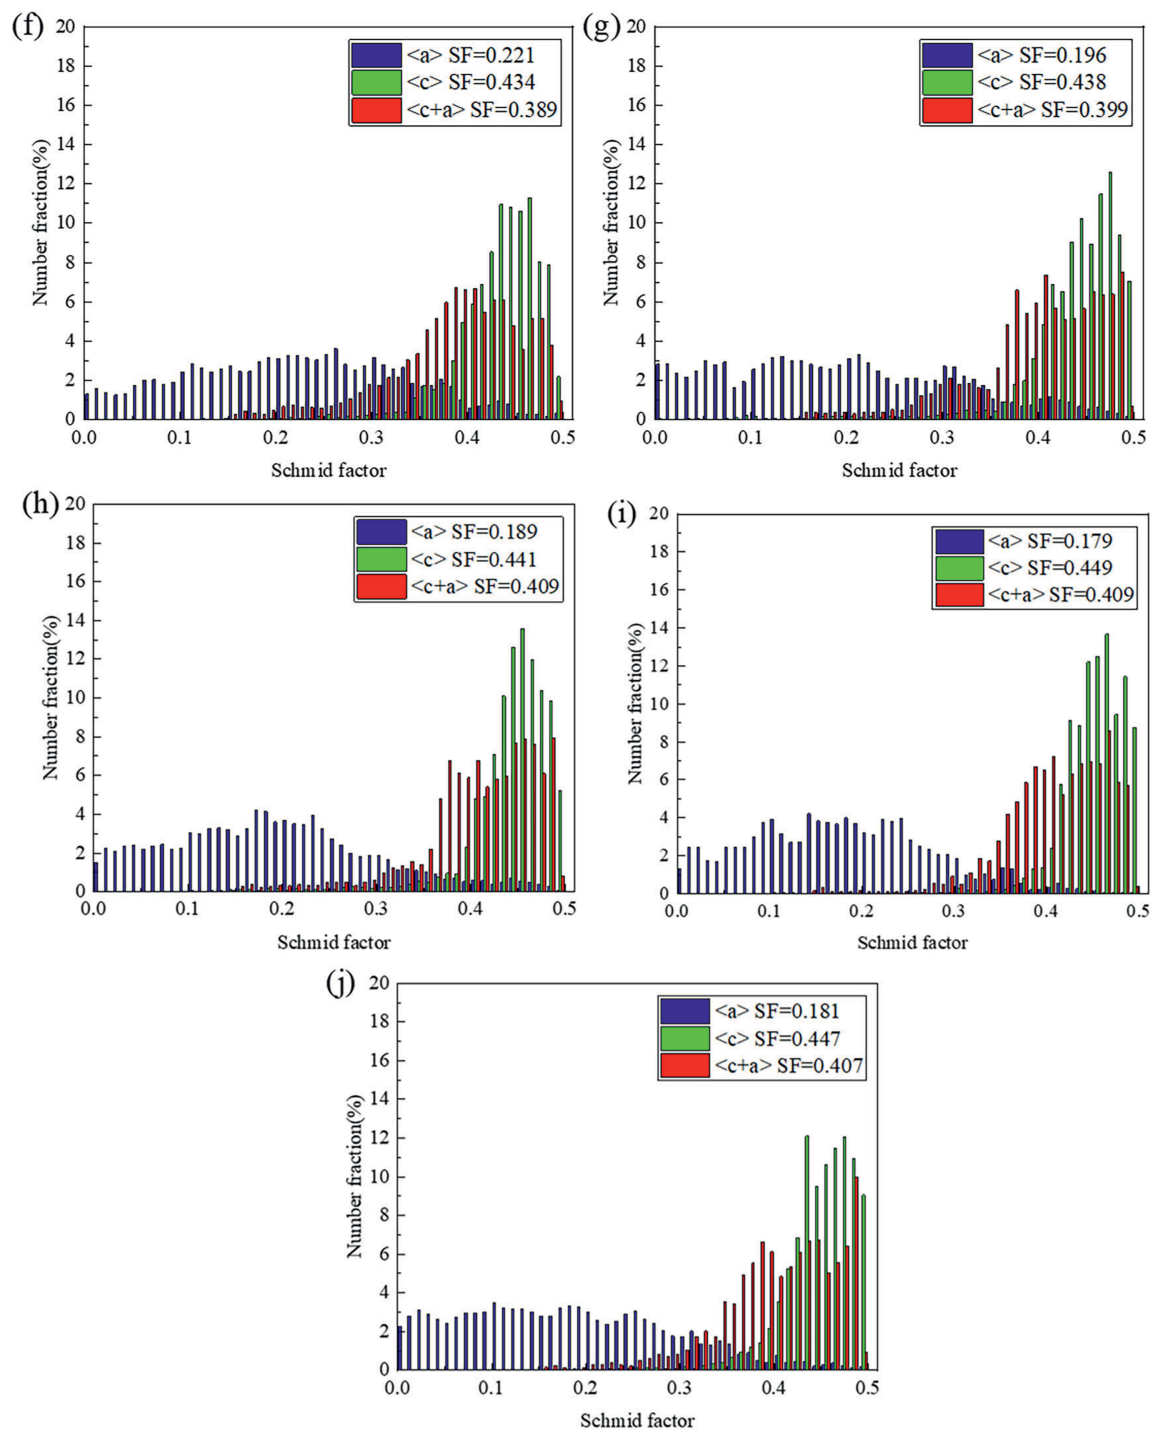 (f)
20
18
16
14
12
10
8
6
4
2
0
Number fraction(%)
<a> SF=0.221
<c> SF=0.434
<c+a> SF=0.389
0.0 0.1 0.2 0.3 0.4 0.5
Schmid factor
(g)
20
18
16
14
12
10
8
6
4
2
0
Number fraction(%)
<a> SF=0.196
<c> SF=0.438
<c+a> SF=0.399
0.0 0.1 0.2 0.3 0.4 0.5
Schmid factor
(h)
20
18
16
14
12
10
8
6
4
2
0
Number fraction(%)
<a> SF=0.189
<c> SF=0.441
<c+a> SF=0.409
0.0 0.1 0.2 0.3 0.4 0.5
Schmid factor
(i)
20
18
16
14
12
10
8
6
4
2
0
Number fraction(%)
<a> SF=0.179
<c> SF=0.449
<c+a> SF=0.409
0.0 0.1 0.2 0.3 0.4 0.5
Schmid factor
(j)
20
18
16
14
12
10
8
6
4
2
0
Number fraction(%)
<a> SF=0.181
<c> SF=0.447
<c+a> SF=0.407
0.0 0.1 0.2 0.3 0.4 0.5
Schmid factor